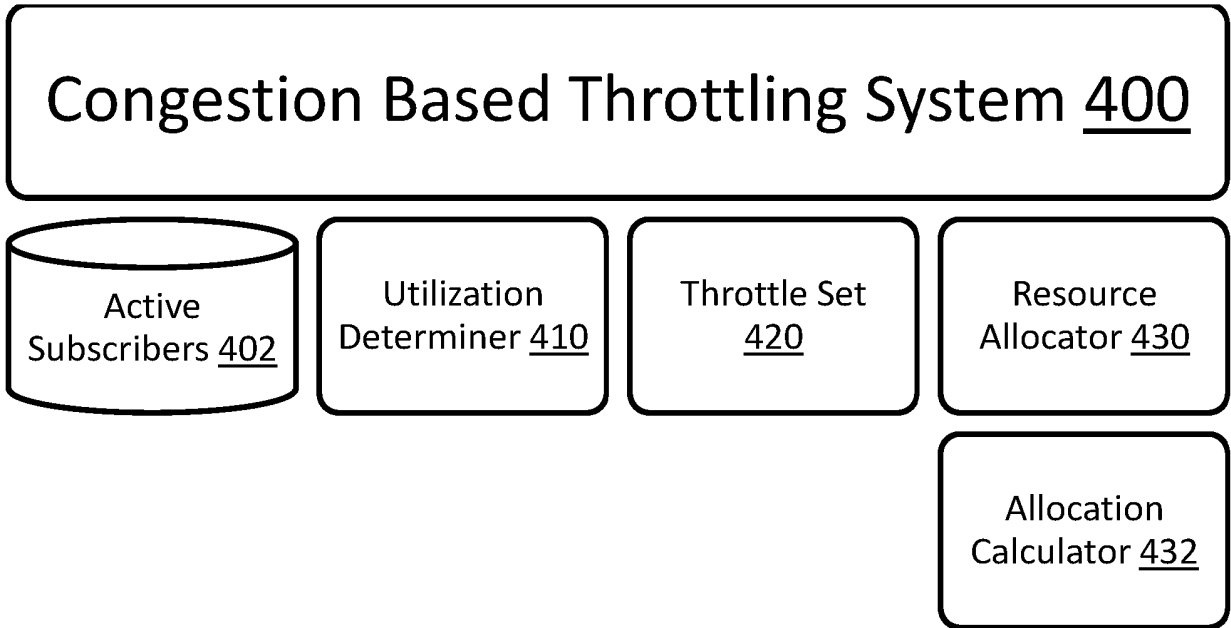 Congestion Based Throttling System 400
Active
Subscribers 402
Utilization
Determiner 410
Throttle Set
420
Resource
Allocator 430
Allocation
Calculator 432